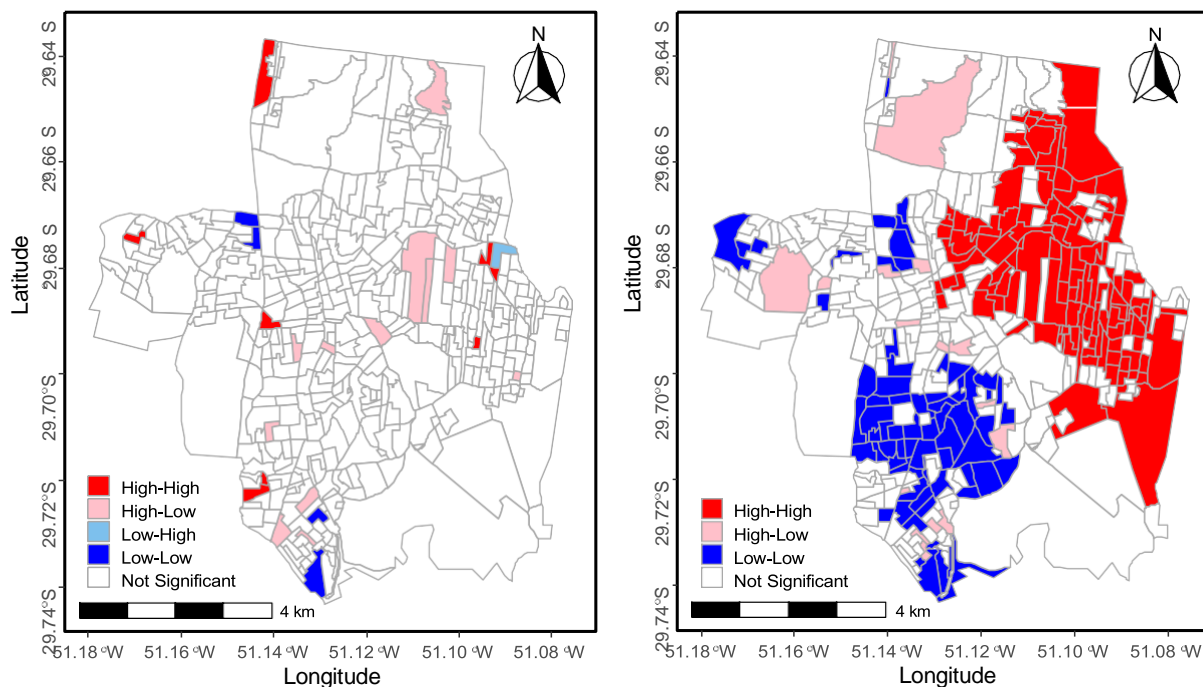 N
29.64 S
29.66 S
29.68 S
29.70°S
29.72°S
29.74°S
Latitude
High-High
High-Low
Low-High
Low-Low
Not Significant
4 km
51.18 °W
51.16 °W
51.14 °W
51.12 °W
51.10 °W
51.08 °W
Longitude
N
29.64 S
29.66 S
29.68 S
29.70°S
29.72°S
29.74°S
Latitude
High-High
High-Low
Low-Low
Not Significant
4 km
51.18 °W
51.16 °W
51.14 °W
51.12 °W
51.10 °W
51.08 °W
Longitude